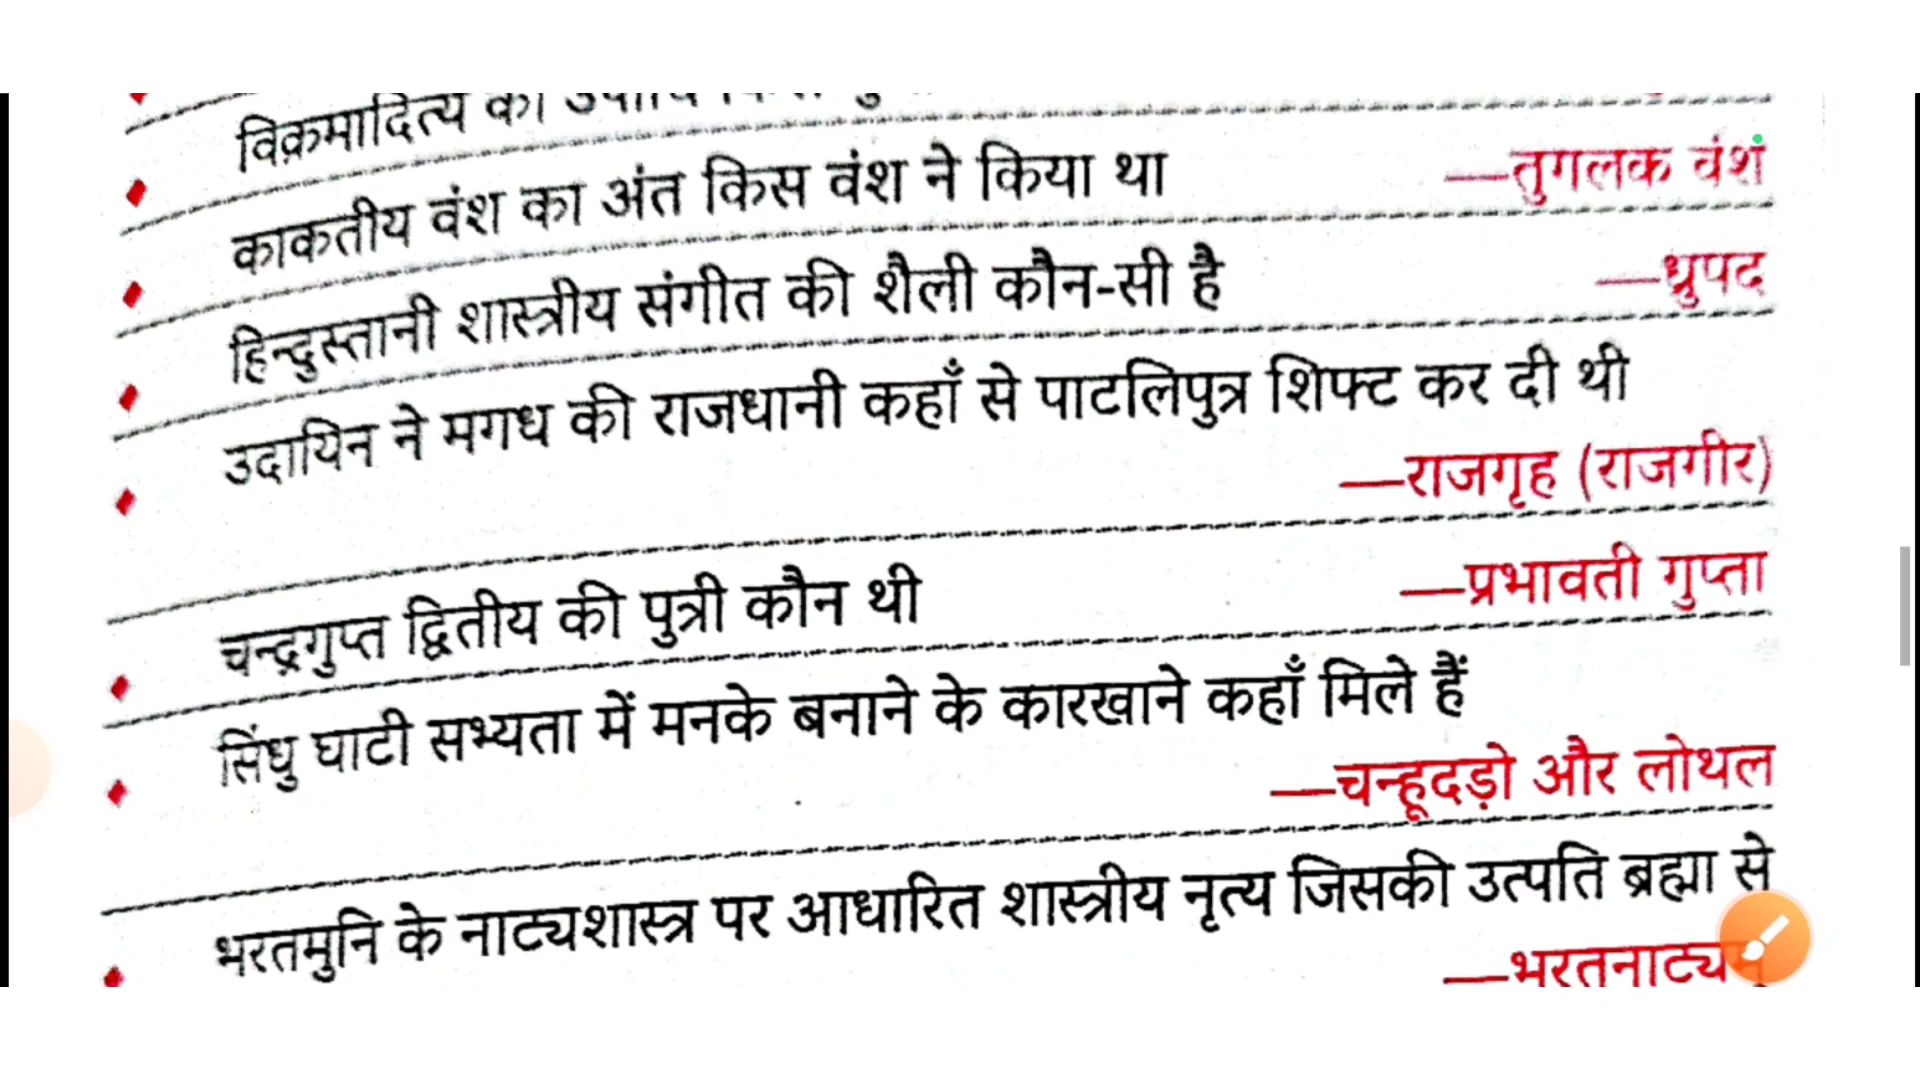 विक्रमादित्य की उपाधि
काकतीय वंश का अंत किस वंश ने किया था —तुगलक वंश
हिन्दुस्तानी शास्त्रीय संगीत की शैली कौन-सी है —ध्रुपद
उदायिन ने मगध की राजधानी कहाँ से पाटलिपुत्र शिफ्ट कर दी थी
—राजगृह (राजगीर)
चन्द्रगुप्त द्वितीय की पुत्री कौन थी —प्रभावती गुप्ता
सिंधु घाटी सभ्यता में मनके बनाने के कारखाने कहाँ मिले हैं
—चन्हूदड़ो और लोथल
भरतमुनि के नाट्यशास्त्र पर आधारित शास्त्रीय नृत्य जिसकी उत्पति ब्रह्मा से